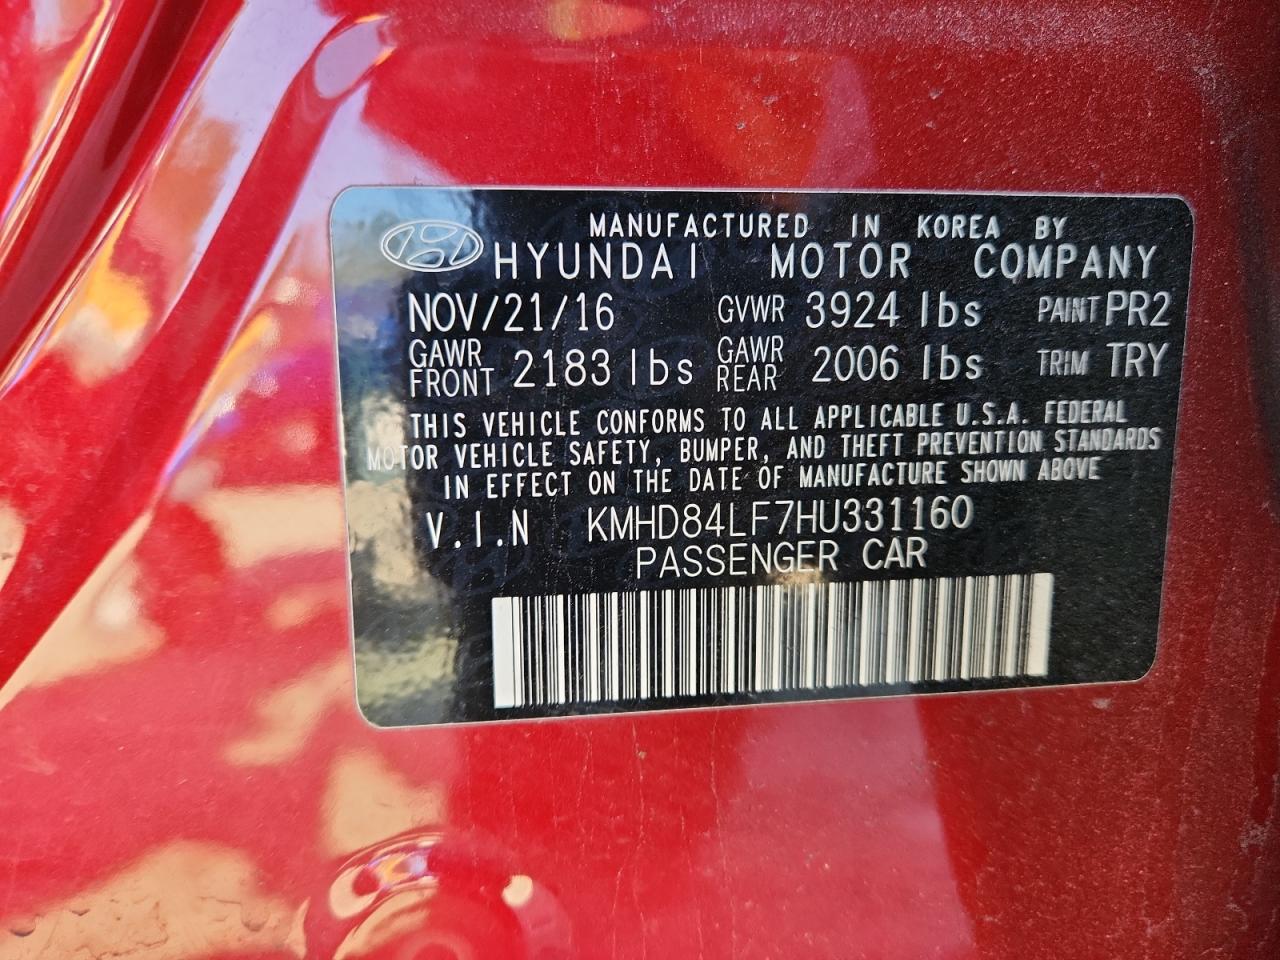 MANUFACTURED IN KOREA BY
HYUNDAI MOTOR COMPANY
NOV/21/16 GVWR 3924 lbs PAINT PR2
GAWR FRONT 2183 lbs GAWR REAR 2006 lbs TRIM TRY
THIS VEHICLE CONFORMS TO ALL APPLICABLE U.S.A. FEDERAL
MOTOR VEHICLE SAFETY, BUMPER, AND THEFT PREVENTION STANDARDS
IN EFFECT ON THE DATE OF MANUFACTURE SHOWN ABOVE
V.I.N KMHD84LF7HU331160
PASSENGER CAR